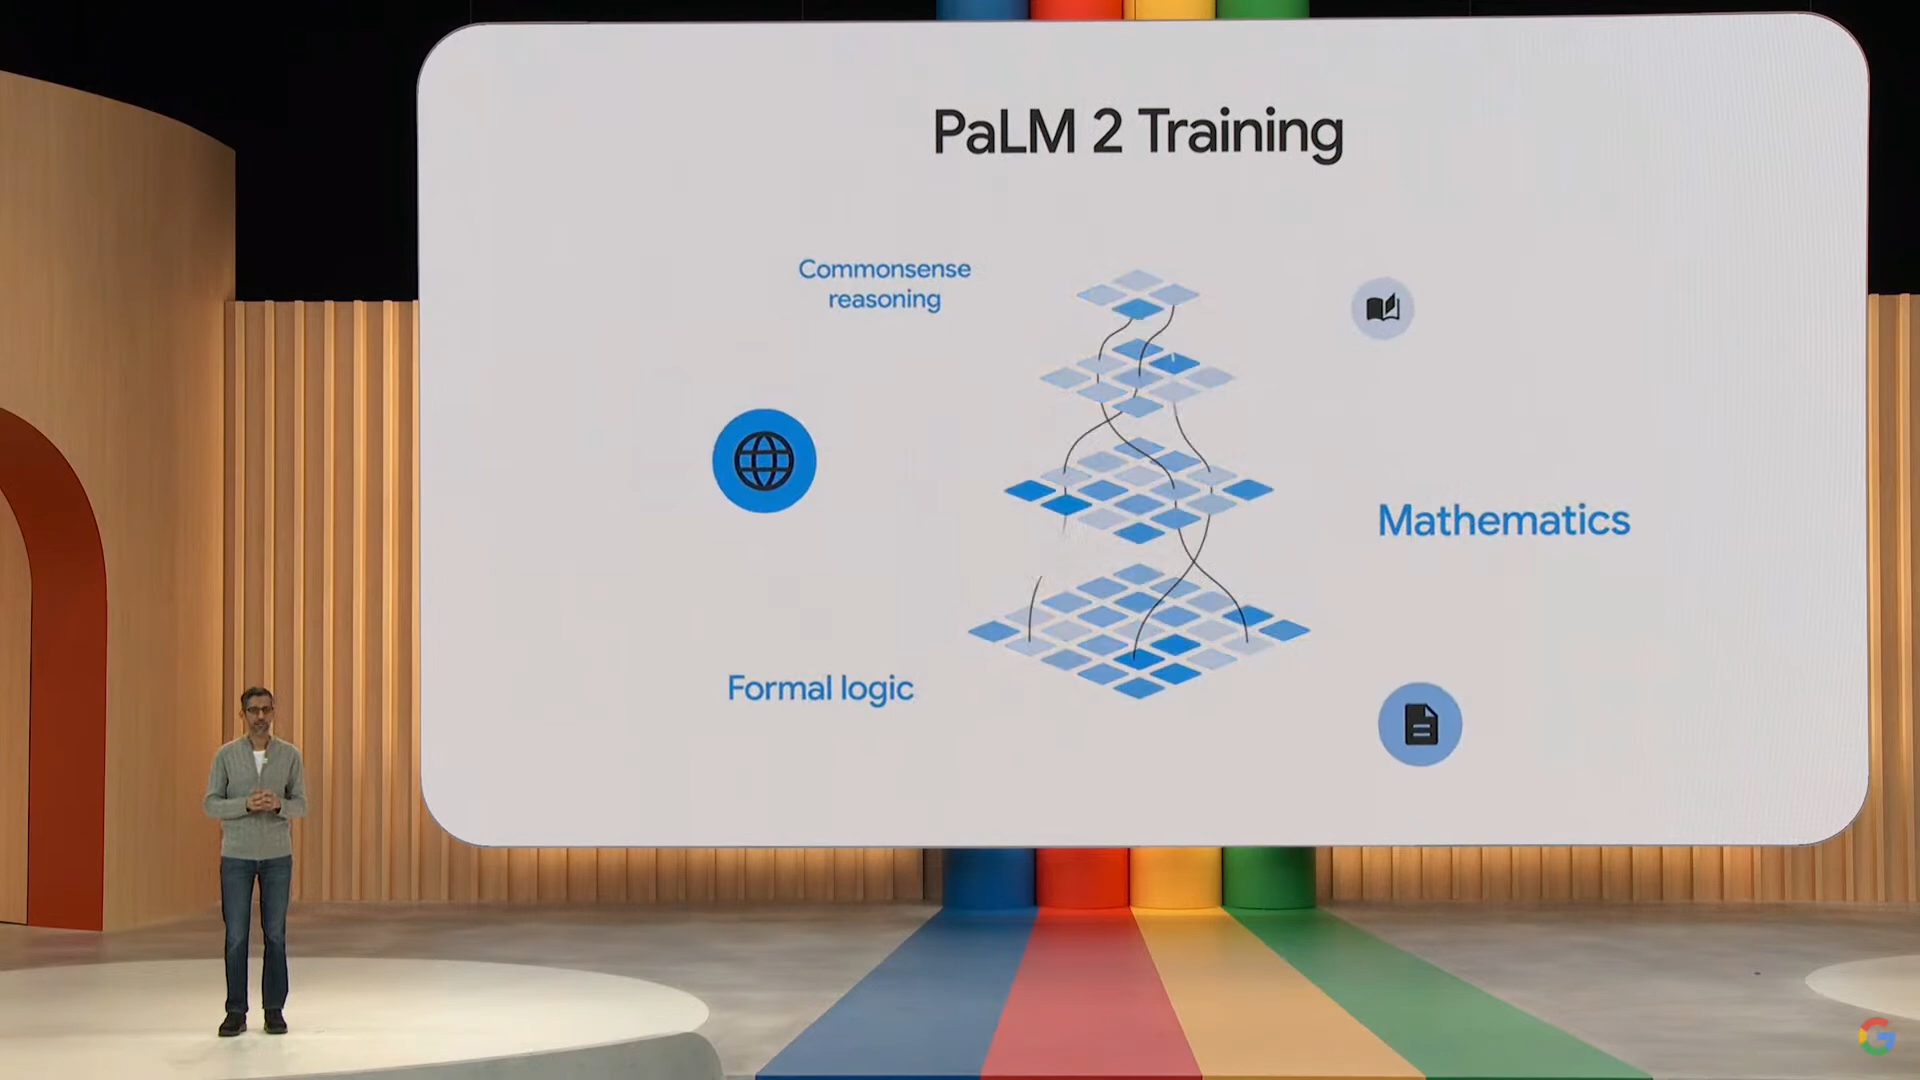 PaLM 2 Training
Commonsense
reasoning
Mathematics
Formal logic